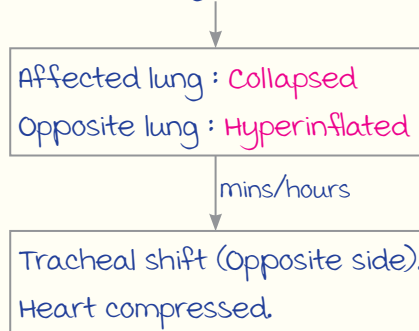 Affected lung : Collapsed
Opposite lung : Hyperinflated
mins/hours
Tracheal shift (Opposite side).
Heart compressed.